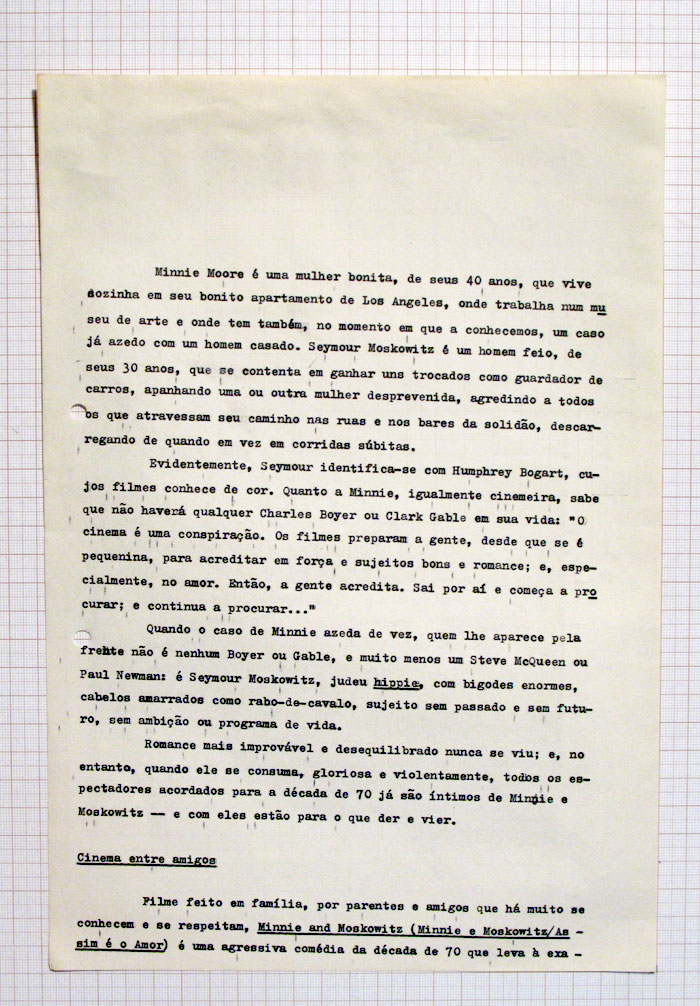 Minnie Moore é uma mulher bonita, de seus 40 anos, que vive
sozinha em seu bonito apartamento de Los Angeles, onde trabalha num mu
seu de arte e onde tem também, no momento em que a conhecemos, um caso
já azedo com um homem casado. Seymour Moskowitz é um homem feio, de
seus 30 anos, que se contenta em ganhar uns trocados como guardador de
carros, apanhando uma ou outra mulher desprevenida, agredindo a todos
os que atravessam seu caminho nas ruas e nos bares da solidão, descar-
regando de quando em vez em corridas súbitas.
Evidentemente, Seymour identifica-se com Humphrey Bogart, cu-
jos filmes conhece de cor. Quanto a Minnie, igualmente cinemeira, sabe
que não haverá qualquer Charles Boyer ou Clark Gable em sua vida: "O
cinema é uma conspiração. Os filmes preparam a gente, desde que se é
pequenina, para acreditar em força e sujeitos bons e romance; e, espe-
cialmente, no amor. Então, a gente acredita. Sai por aí e começa a pro
curar; e continua a procurar..."
Quando o caso de Minnie azeda de vez, quem lhe aparece pela
frente não é nenhum Boyer ou Gable, e muito menos um Steve McQueen ou
Paul Newman: é Seymour Moskowitz, judeu hippie, com bigodes enormes,
cabelos amarrados como rabo-de-cavalo, sujeito sem passado e sem futu-
ro, sem ambição ou programa de vida.
Romance mais improvável e desequilibrado nunca se viu; e, no
entanto, quando ele se consuma, gloriosa e violentamente, todos os es-
pectadores acordados para a década de 70 já são íntimos de Minnie e
Moskowitz — e com eles estão para o que der e vier.
Cinema entre amigos
Filme feito em família, por parentes e amigos que há muito se
conhecem e se respeitam, Minnie and Moskowitz (Minnie e Moskowitz/As -
sim é o Amor) é uma agressiva comédia da década de 70 que leva à exa -